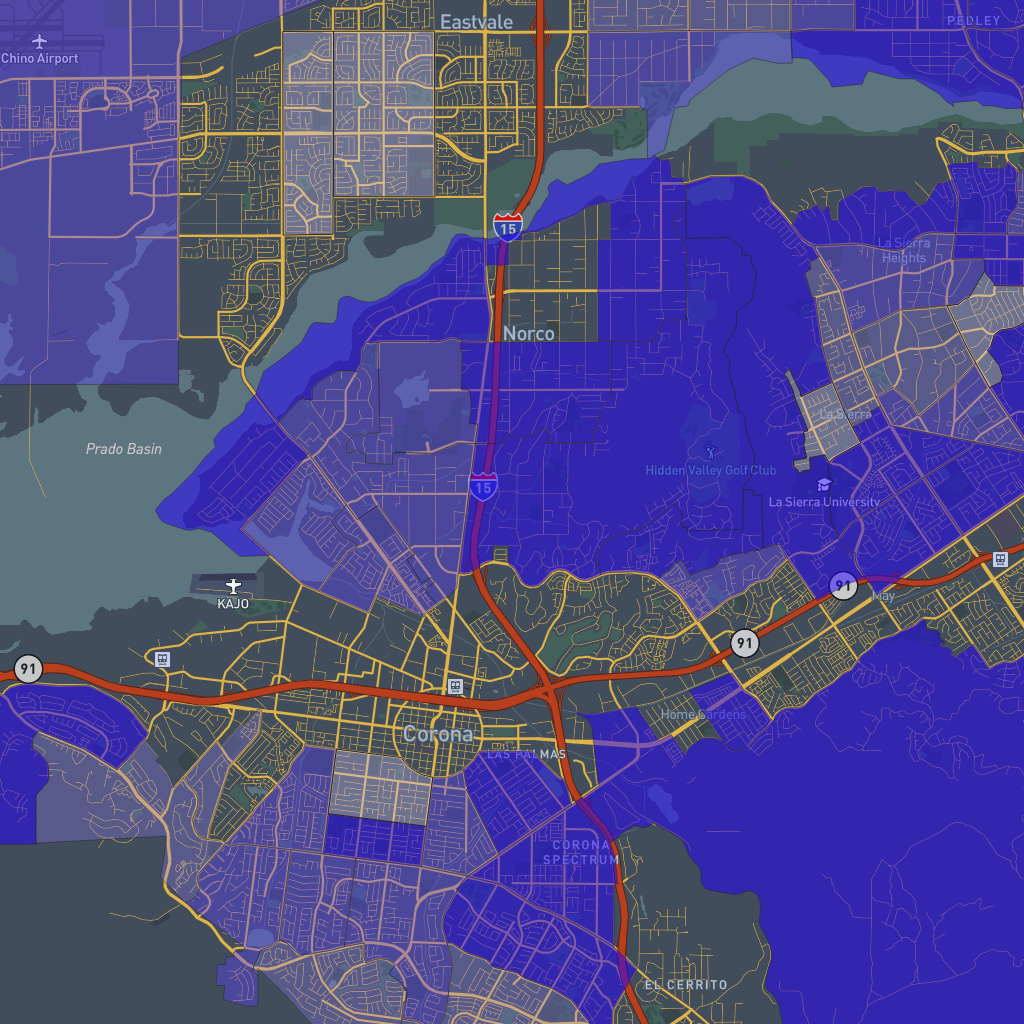 Eastvale
PEDLEY
Chino Airport
15
La Sierra
Heights
Norco
La Sierra
Prado Basin
Hidden Valley Golf Club
15
La Sierra University
91
May
KAJO
91
91
Home Gardens
Corona
LAS PALMAS
CORONA
SPECTRUM
EL CERRITO